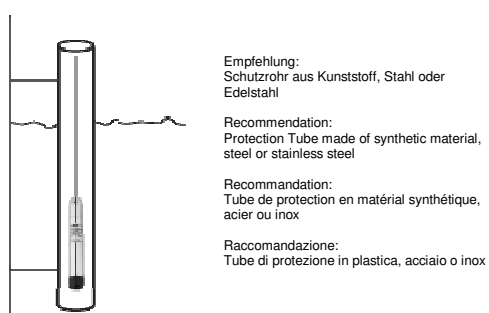 Empfehlung:
Schutzrohr aus Kunststoff, Stahl oder
Edelstahl
Recommendation:
Protection Tube made of synthetic material,
steel or stainless steel
Recommandation:
Tube de protection en matérial synthétique,
acier ou inox
Raccomandazione:
Tube di protezione in plastica, acciaio o inox